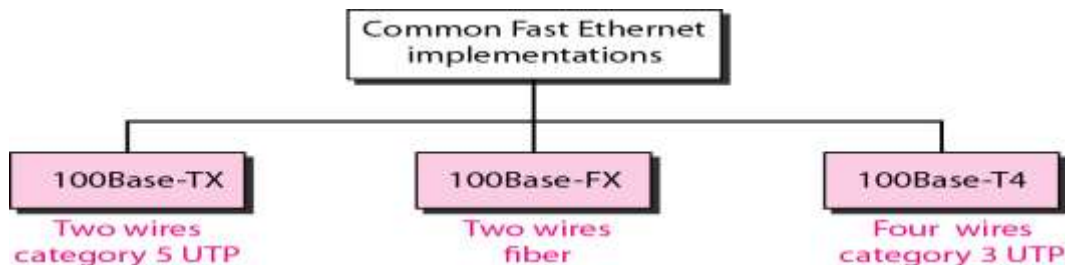 Common Fast Ethernet
implementations
100Base-TX
100Base-FX
100Base-T4
Two wires
category 5 UTP
Two wires
fiber
Four wires
category 3 UTP